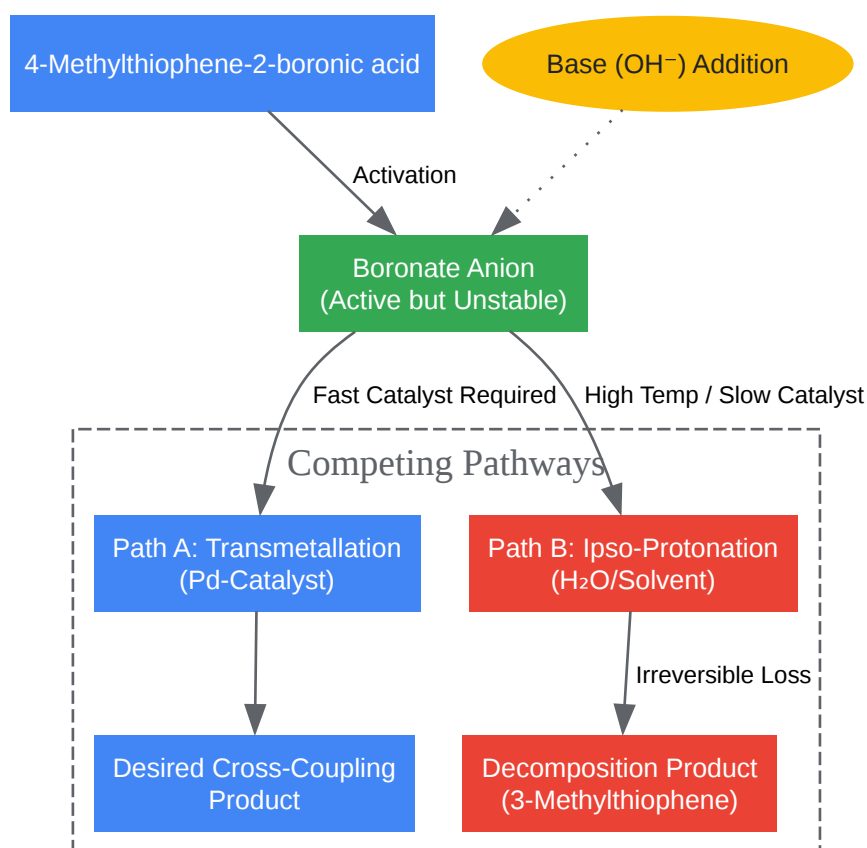 4-Methylthiophene-2-boronic acid
Base (OH⁻) Addition
Activation
Boronate Anion
(Active but Unstable)
Fast Catalyst Required
High Temp / Slow Catalyst
Competing Pathways
Path A: Transmetallation
(Pd-Catalyst)
Path B: Ipso-Protonation
(H₂O/Solvent)
Irreversible Loss
Desired Cross-Coupling
Product
Decomposition Product
(3-Methylthiophene)